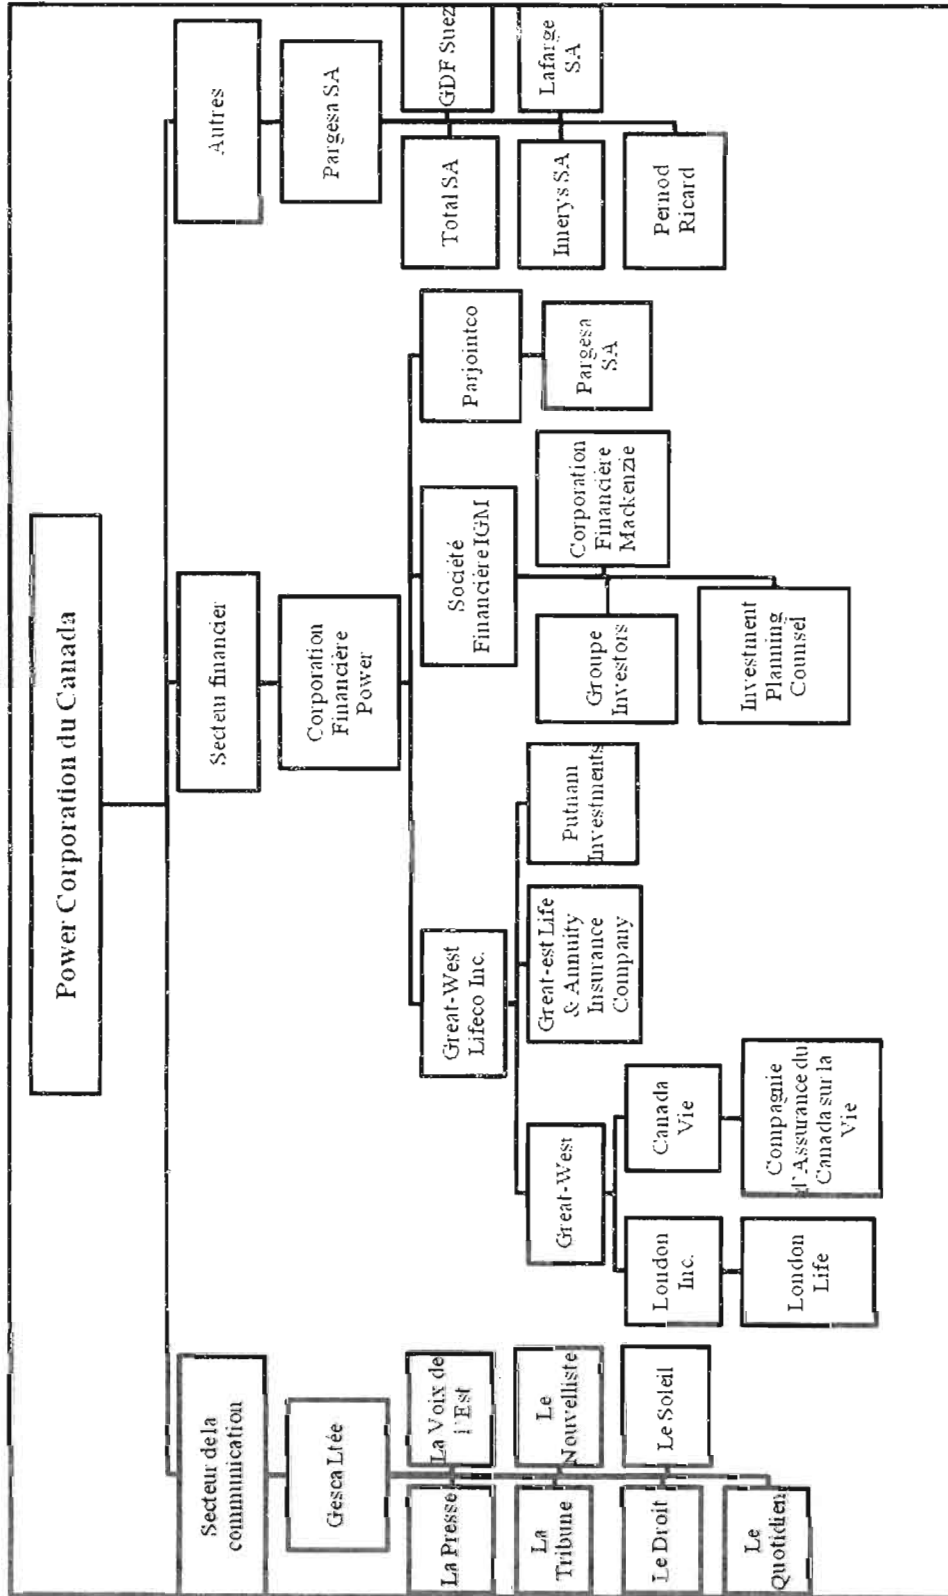 Power Corporation du Canada
Secteur de la
communication
Gesca Ltée
La Presse
La Voix de
l'Est
La
Tribune
Le
Nouvelliste
Le Droit
Le Soleil
Le
Quotidien
Secteur financier
Corporation
Financière
Power
Great-West
Lifeco Inc.
Great-West
London
Inc.
London
Life
Canada
Vie
Compagnie
d'Assurance du
Canada sur la
Vie
Great-est Life
& Annuity
Insurance
Company
Putnam
Investments
Société
Financière IGM
Groupe
Investors
Corporation
Financière
Mackenzie
Investment
Planning
Counsel
Parjointco
Pargesa
SA
Autres
Pargesa SA
Total SA
GDF Suez
Imerys SA
Lafarge
SA
Pernod
Ricard